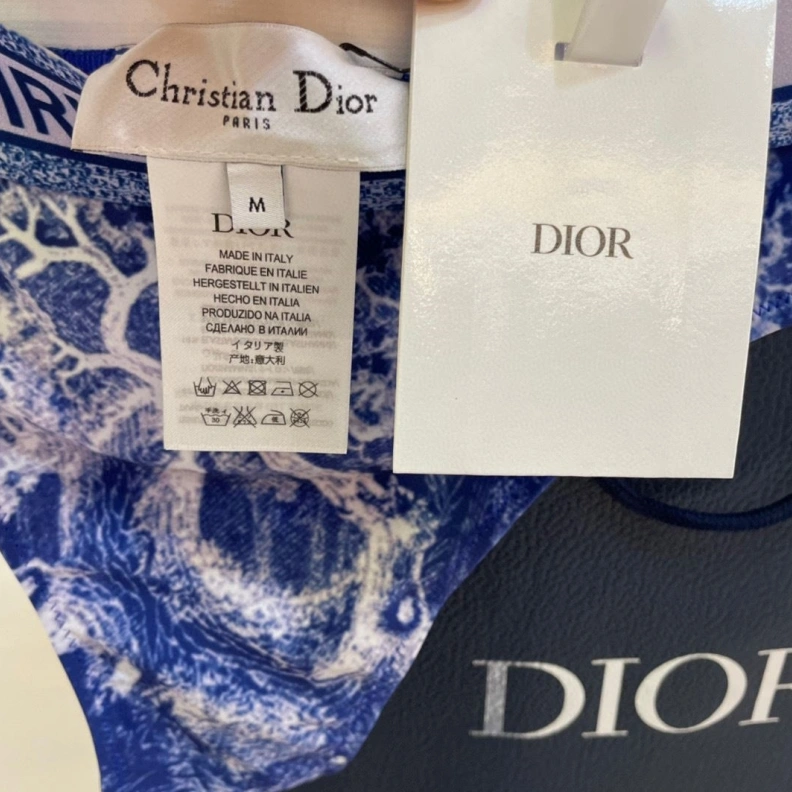 Christian Dior
PARIS
M
DIOR
MADE IN ITALY
FABRIQUE EN ITALIE
HERGESTELLT IN ITALIEN
HECHO EN ITALIA
PRODUZIDO NA ITALIA
СДЕЛАНО В ИТАЛИИ
イタリア製
产地:意大利
30
DIOR
DIOR